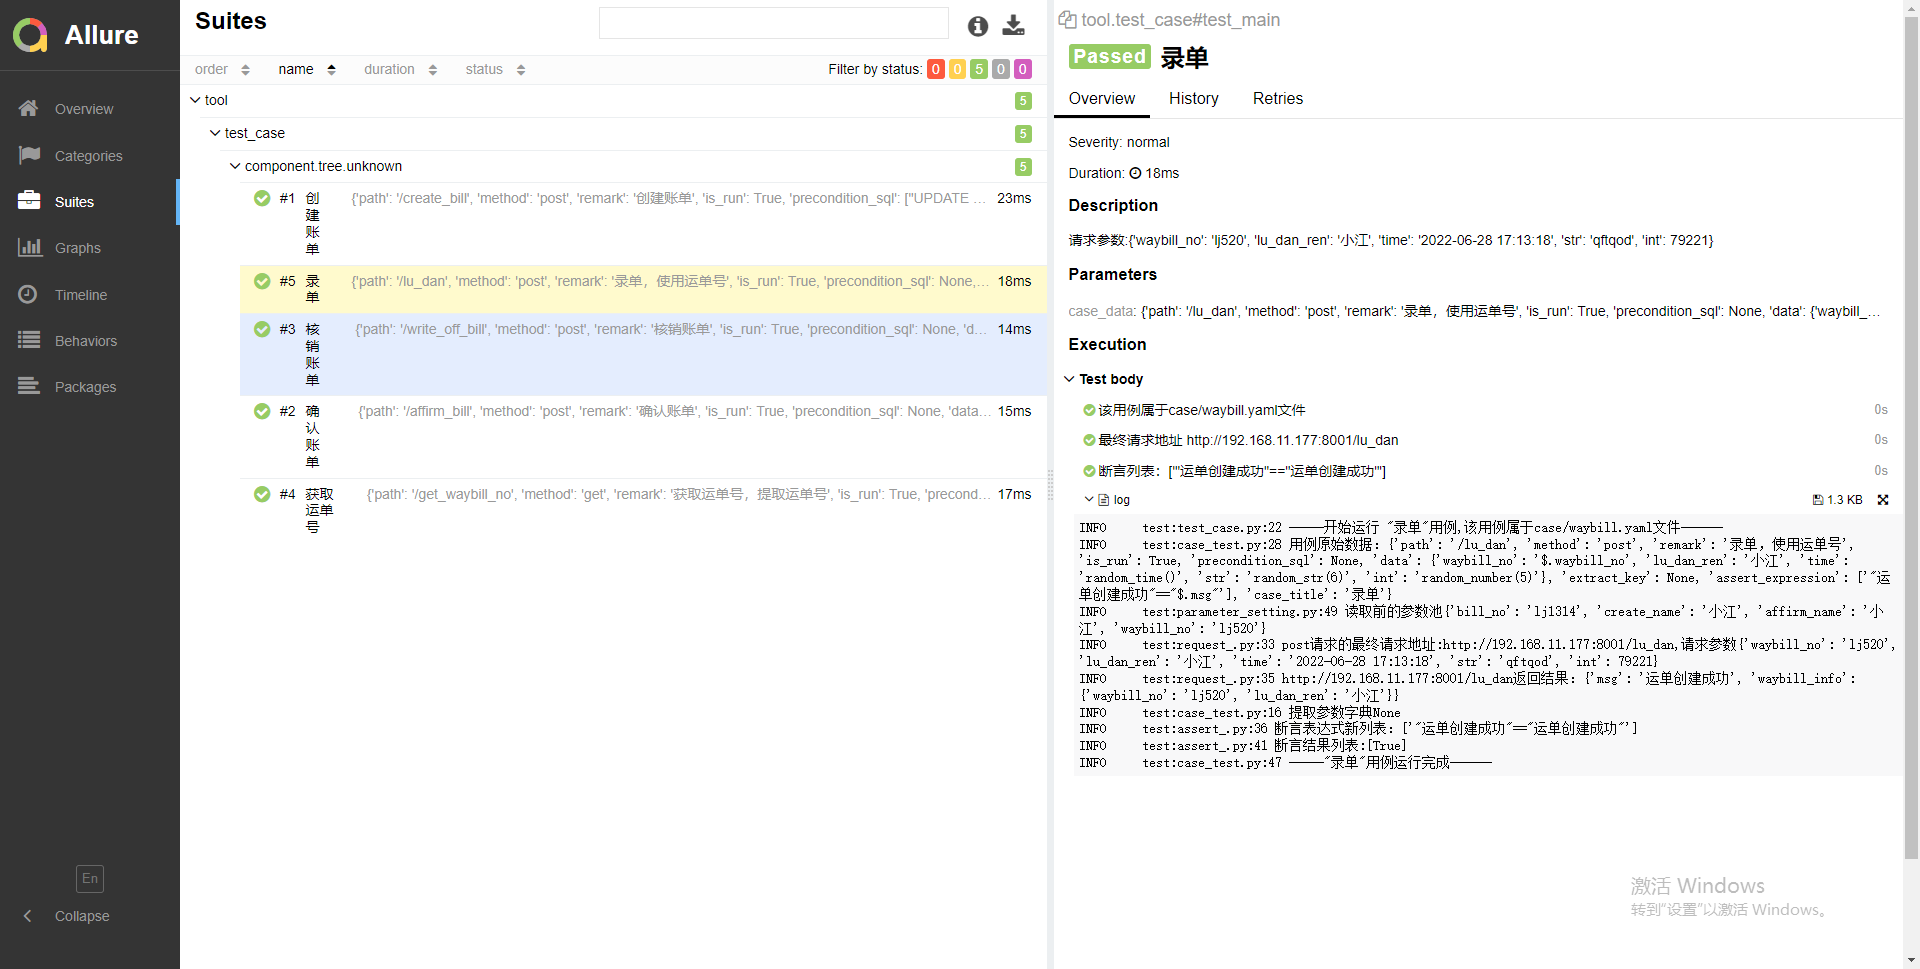 Allure
Overview
Categories
Suites
Graphs
Timeline
Behaviors
Packages
En
Collapse
Suites
order name duration status Filter by status: 0 0 5 0 0
tool 5
test_case 5
component.tree.unknown 5
#1 创建账单 {'path': '/create_bill', 'method': 'post', 'remark': '创建账单', 'is_run': True, 'precondition_sql': ["UPDATE ... 23ms
#5 录单 {'path': '/lu_dan', 'method': 'post', 'remark': '录单，使用运单号', 'is_run': True, 'precondition_sql': None,... 18ms
#3 核销账单 {'path': '/write_off_bill', 'method': 'post', 'remark': '核销账单', 'is_run': True, 'precondition_sql': None, 'd... 14ms
#2 确认账单 {'path': '/affirm_bill', 'method': 'post', 'remark': '确认账单', 'is_run': True, 'precondition_sql': None, 'data... 15ms
#4 获取运单号 {'path': '/get_waybill_no', 'method': 'get', 'remark': '获取运单号，提取运单号', 'is_run': True, 'precond... 17ms
tool.test_case#test_main
Passed 录单
Overview History Retries
Severity: normal
Duration: 18ms
Description
请求参数:{'waybill_no': 'lj520', 'lu_dan_ren': '小江', 'time': '2022-06-28 17:13:18', 'str': 'qftqod', 'int': 79221}
Parameters
case_data: {'path': '/lu_dan', 'method': 'post', 'remark': '录单，使用运单号', 'is_run': True, 'precondition_sql': None, 'data': {'waybill_...
Execution
Test body
该用例属于case/waybill.yaml文件 0s
最终请求地址 http://192.168.11.177:8001/lu_dan 0s
断言列表：['"运单创建成功"=="运单创建成功"'] 0s
log 1.3 KB
INFO test:test_case.py:22 —————开始运行 "录单"用例,该用例属于case/waybill.yaml文件——————
INFO test:case_test.py:28 用例原始数据：{'path': '/lu_dan', 'method': 'post', 'remark': '录单，使用运单号',
'is_run': True, 'precondition_sql': None, 'data': {'waybill_no': '$.waybill_no', 'lu_dan_ren': '小江', 'time':
'random_time()', 'str': 'random_str(6)', 'int': 'random_number(5)'}, 'extract_key': None, 'assert_expression': ['"运
单创建成功"=="$.msg"'], 'case_title': '录单'}
INFO test:parameter_setting.py:49 读取前的参数池{'bill_no': 'lj1314', 'create_name': '小江', 'affirm_name': '小
江', 'waybill_no': 'lj520'}
INFO test:request_.py:33 post请求的最终请求地址:http://192.168.11.177:8001/lu_dan,请求参数{'waybill_no': 'lj520',
'lu_dan_ren': '小江', 'time': '2022-06-28 17:13:18', 'str': 'qftqod', 'int': 79221}
INFO test:request_.py:35 http://192.168.11.177:8001/lu_dan返回结果：{'msg': '运单创建成功', 'waybill_info':
{'waybill_no': 'lj520', 'lu_dan_ren': '小江'}}
INFO test:case_test.py:16 提取参数字典None
INFO test:assert_.py:36 断言表达式新列表：['"运单创建成功"=="运单创建成功"']
INFO test:assert_.py:41 断言结果列表:[True]
INFO test:case_test.py:47 —————"录单"用例运行完成——————
激活 Windows
转到"设置"以激活 Windows。